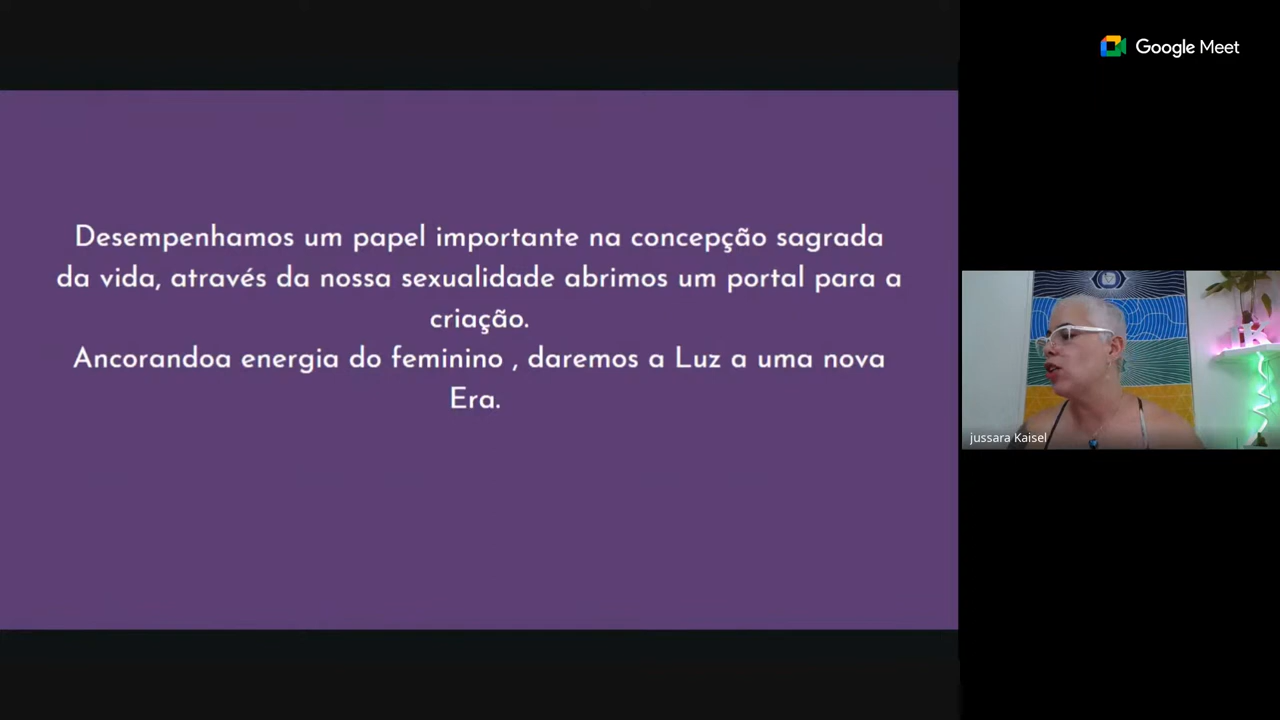 Google Meet
Desempenhamos um papel importante na concepção sagrada
da vida, através da nossa sexualidade abrimos um portal para a
criação.
Ancorandoa energia do feminino , daremos a Luz a uma nova
Era.
jussara Kaisel